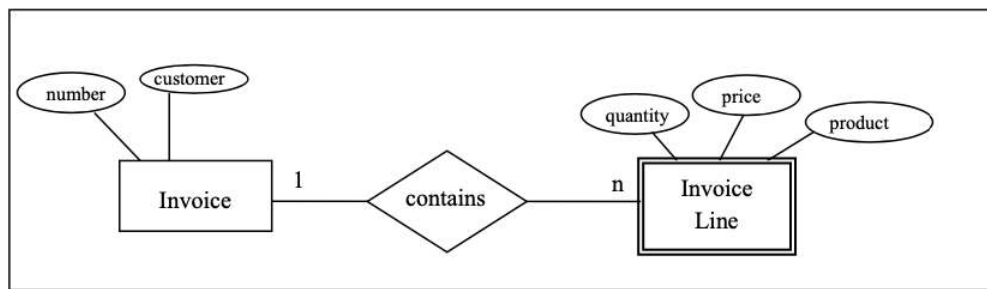 number
customer
quantity
price
product
Invoice
1
contains
n
Invoice
Line